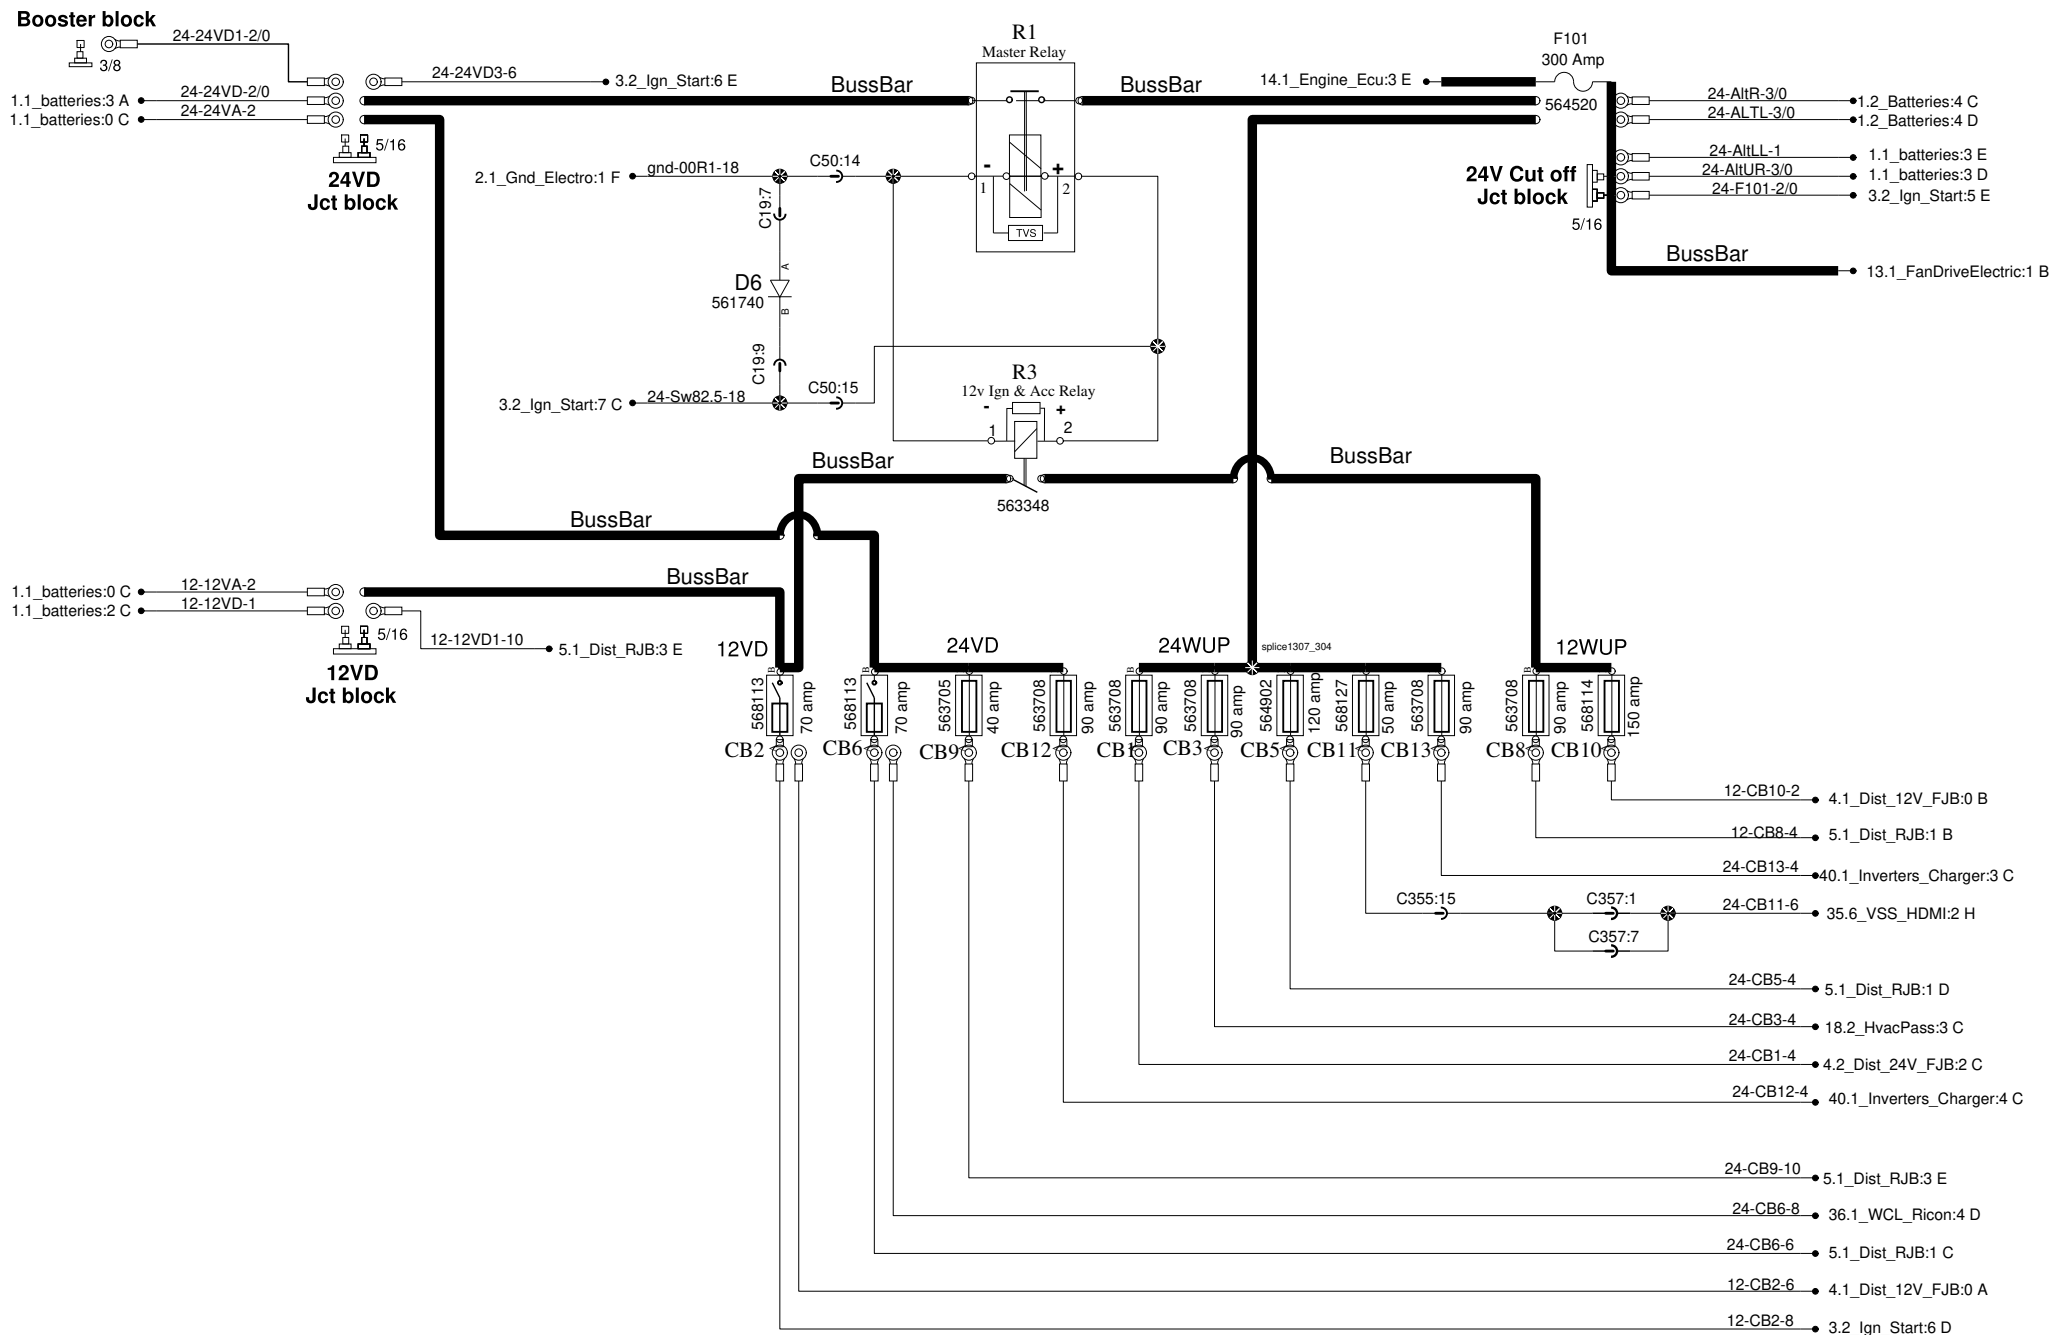 Booster block
24-24VD1-2/0
3/8
24-24VD3-6
3.2_Ign_Start:6 E
1.1_batteries:3 A
24-24VD-2/0
1.1_batteries:0 C
24-24VA-2
5/16
24VD
Jct block
BussBar
R1
Master Relay
BussBar
- +
1 2
TVS
14.1_Engine_Ecu:3 E
F101
300 Amp
564520
24-AltR-3/0
1.2_Batteries:4 C
24-ALTL-3/0
1.2_Batteries:4 D
24-AltLL-1
1.1_batteries:3 E
24-AltUR-3/0
1.1_batteries:3 D
24-F101-2/0
3.2_Ign_Start:5 E
24V Cut off
Jct block
5/16
BussBar
13.1_FanDriveElectric:1 B
2.1_Gnd_Electro:1 F
gnd-00R1-18
C50:14
C19:7
A
D6
561740
B
C19:9
3.2_Ign_Start:7 C
24-Sw82.5-18
C50:15
R3
12v Ign & Acc Relay
- +
1 2
563348
BussBar
BussBar
BussBar
BussBar
1.1_batteries:0 C
12-12VA-2
1.1_batteries:2 C
12-12VD-1
5/16
12VD
Jct block
12-12VD1-10
5.1_Dist_RJB:3 E
12VD
24VD
24WUP
splice1307_304
12WUP
B
568113
70 amp
CB2
B
568113
70 amp
CB6
563705
40 amp
CB9
563708
90 amp
CB12
B
563708
90 amp
CB1
563708
90 amp
CB3
564902
120 amp
CB5
568127
50 amp
CB11
563708
90 amp
CB13
B
563708
90 amp
CB8
568114
150 amp
CB10
12-CB10-2
4.1_Dist_12V_FJB:0 B
12-CB8-4
5.1_Dist_RJB:1 B
24-CB13-4
40.1_Inverters_Charger:3 C
C355:15
C357:1
24-CB11-6
35.6_VSS_HDMI:2 H
C357:7
24-CB5-4
5.1_Dist_RJB:1 D
24-CB3-4
18.2_HvacPass:3 C
24-CB1-4
4.2_Dist_24V_FJB:2 C
24-CB12-4
40.1_Inverters_Charger:4 C
24-CB9-10
5.1_Dist_RJB:3 E
24-CB6-8
36.1_WCL_Ricon:4 D
24-CB6-6
5.1_Dist_RJB:1 C
12-CB2-6
4.1_Dist_12V_FJB:0 A
12-CB2-8
3.2_Ign_Start:6 D